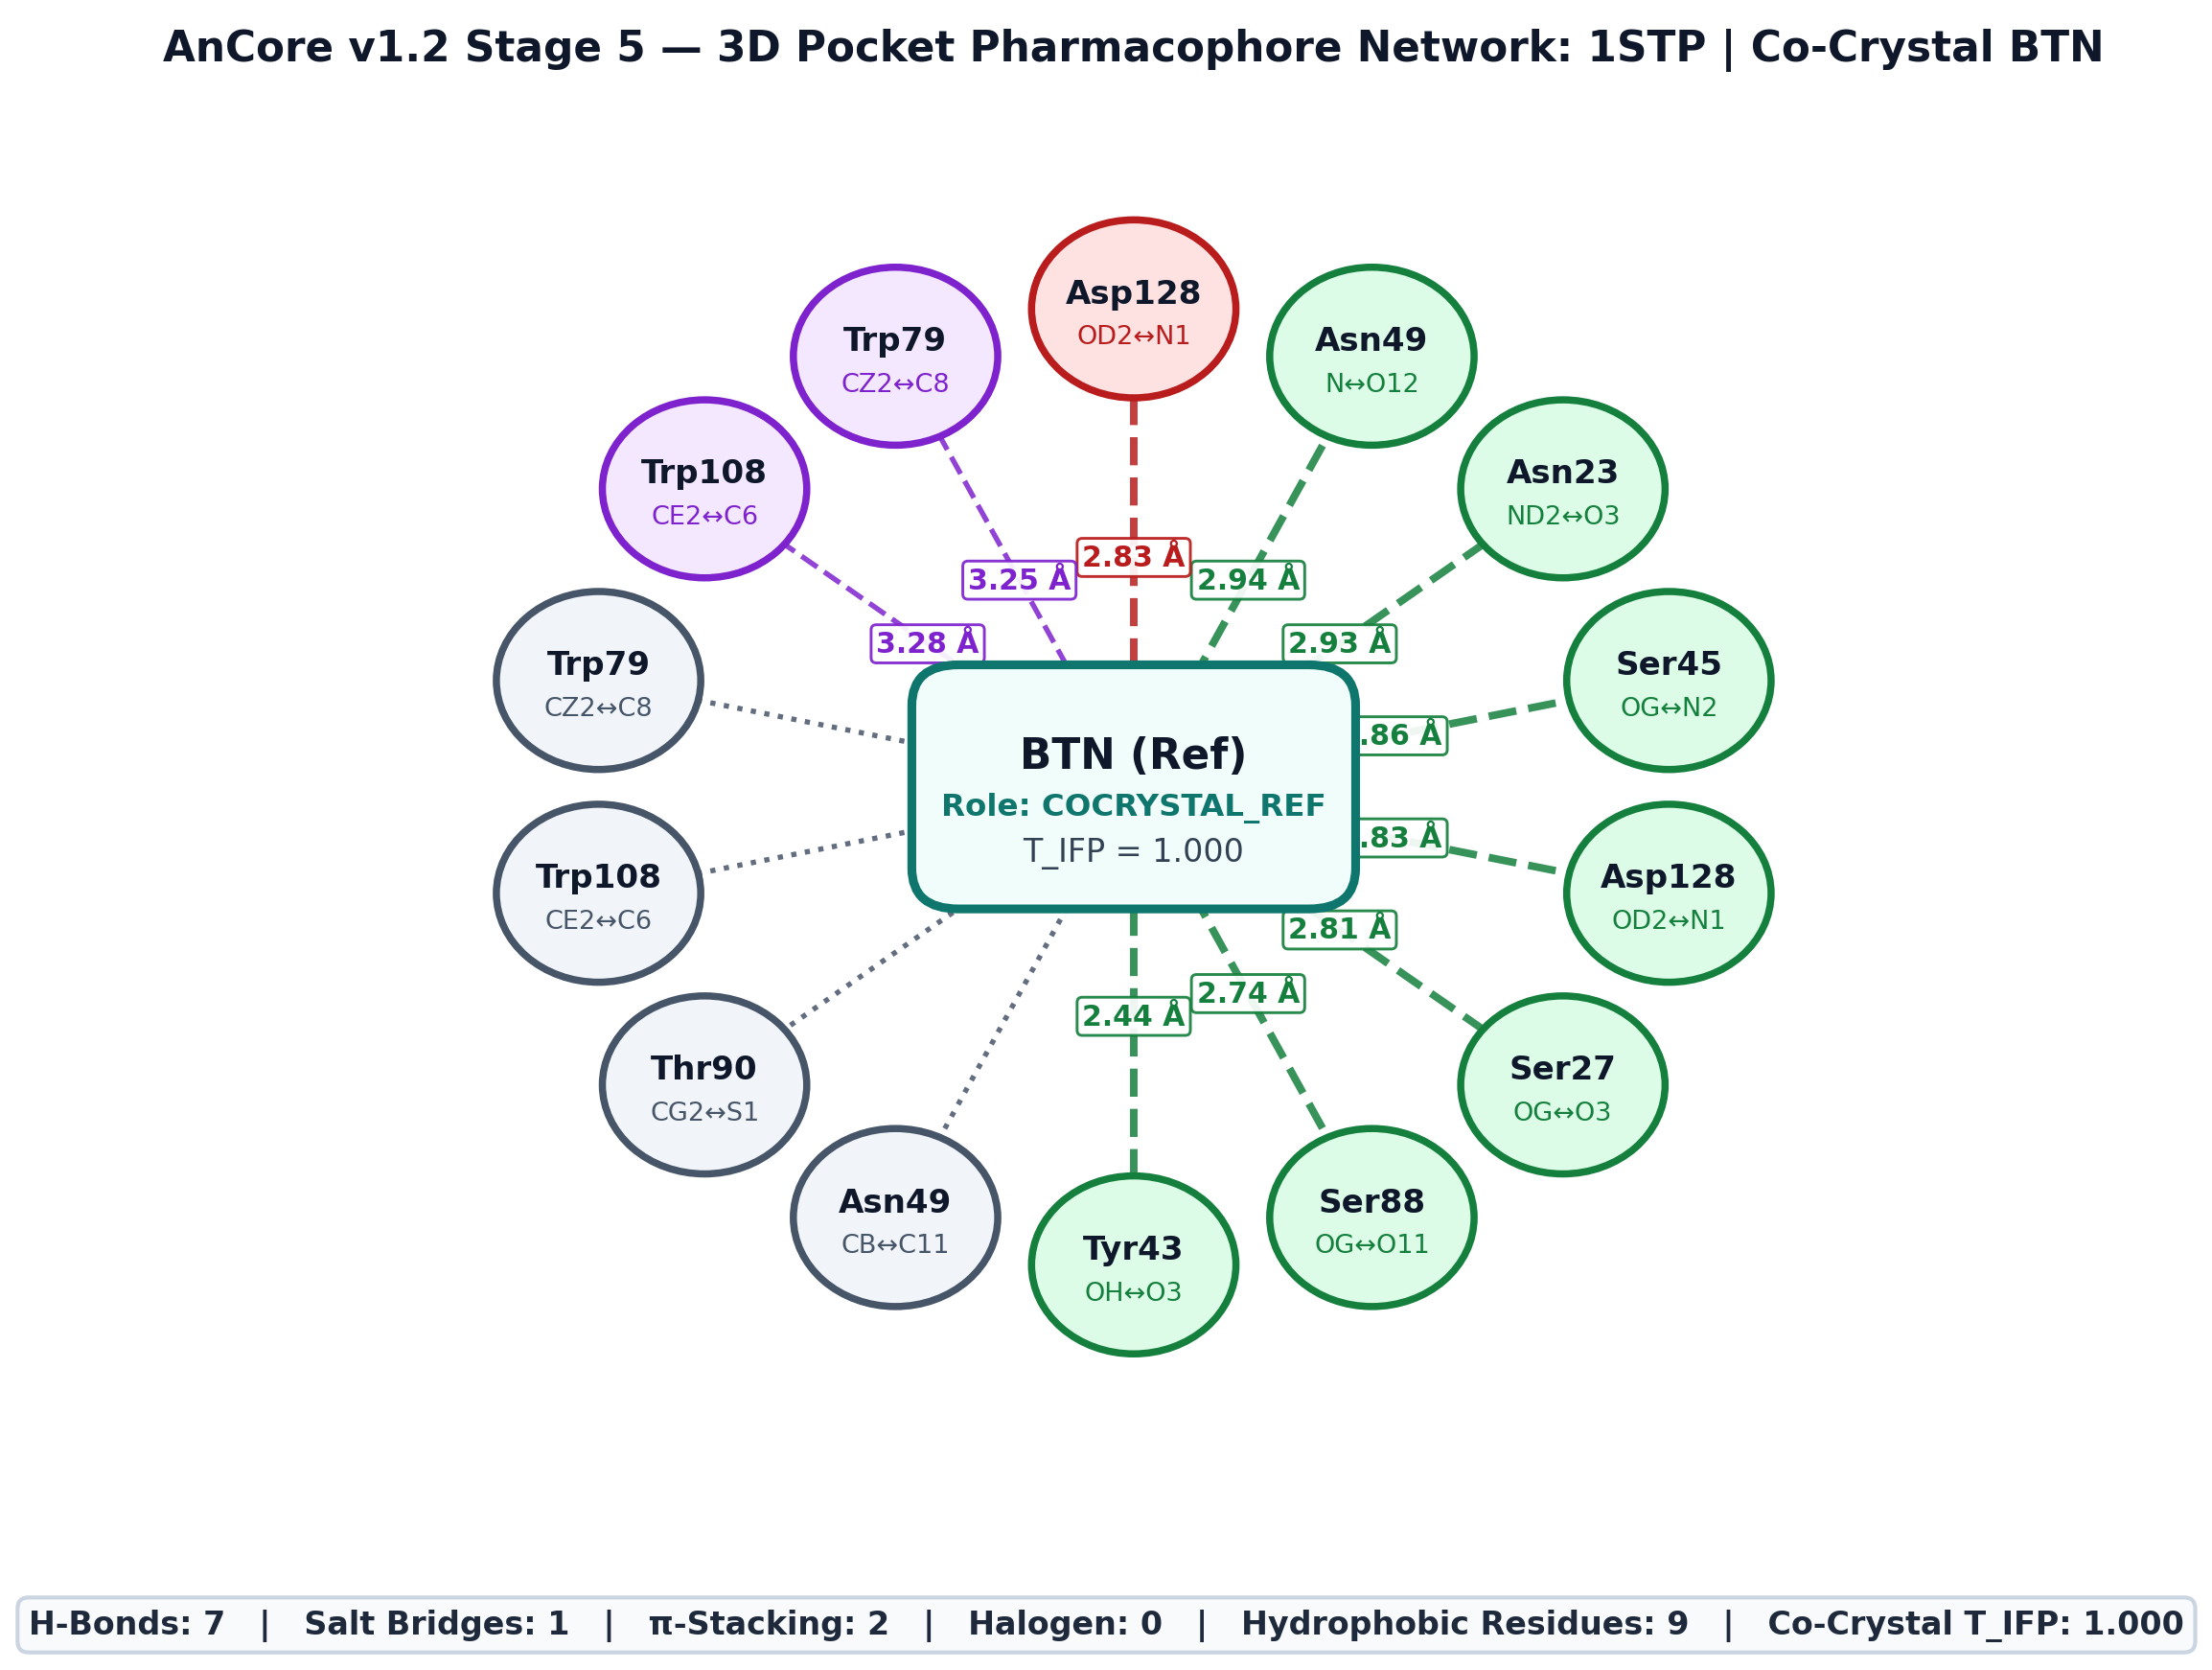 AnCore v1.2 Stage 5 — 3D Pocket Pharmacophore Network: 1STP | Co-Crystal BTN
Asp128
OD2↔N1
Trp79
CZ2↔C8
Asn49
N↔O12
Trp108
CE2↔C6
Asn23
ND2↔O3
2.83 Å
3.25 Å
2.94 Å
3.28 Å
2.93 Å
Trp79
CZ2↔C8
Ser45
OG↔N2
.86 Å
BTN (Ref)
Role: COCRYSTAL_REF
T_IFP = 1.000
.83 Å
Trp108
CE2↔C6
Asp128
OD2↔N1
2.81 Å
2.74 Å
2.44 Å
Thr90
CG2↔S1
Ser27
OG↔O3
Asn49
CB↔C11
Ser88
OG↔O11
Tyr43
OH↔O3
H-Bonds: 7 | Salt Bridges: 1 | π-Stacking: 2 | Halogen: 0 | Hydrophobic Residues: 9 | Co-Crystal T_IFP: 1.000